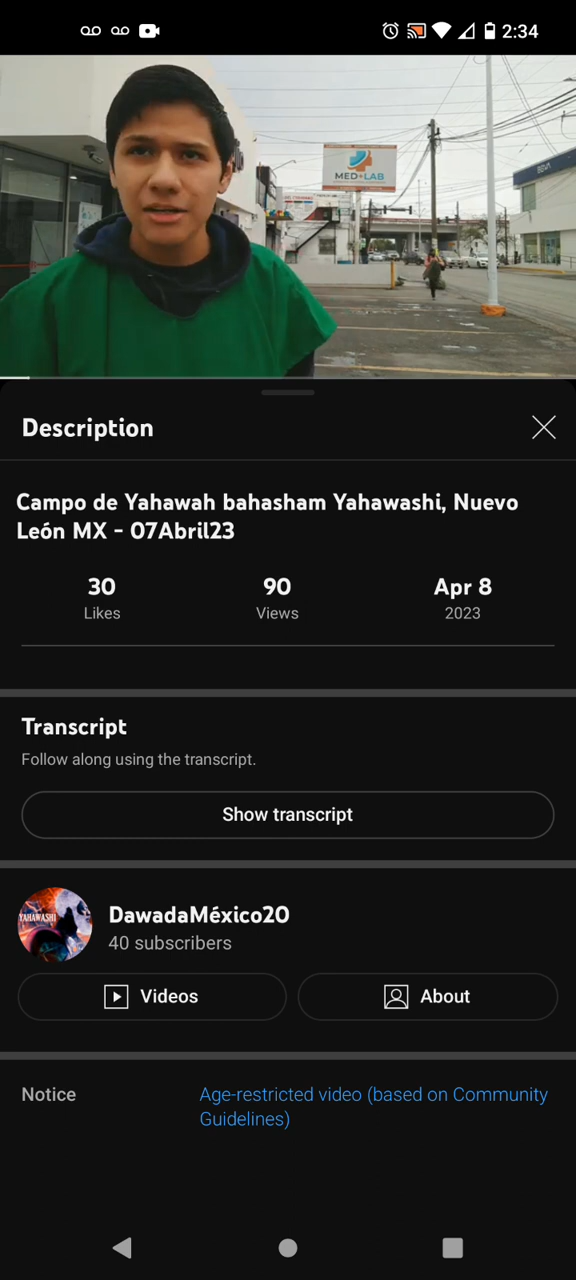 2:34
MED+LAB
BBVA
Description
Campo de Yahawah bahasham Yahawashi, Nuevo
León MX - 07Abril23
30
Likes
90
Views
Apr 8
2023
Transcript
Follow along using the transcript.
Show transcript
YAHAWASHI
DawadaMéxico20
40 subscribers
Videos
About
Notice
Age-restricted video (based on Community
Guidelines)